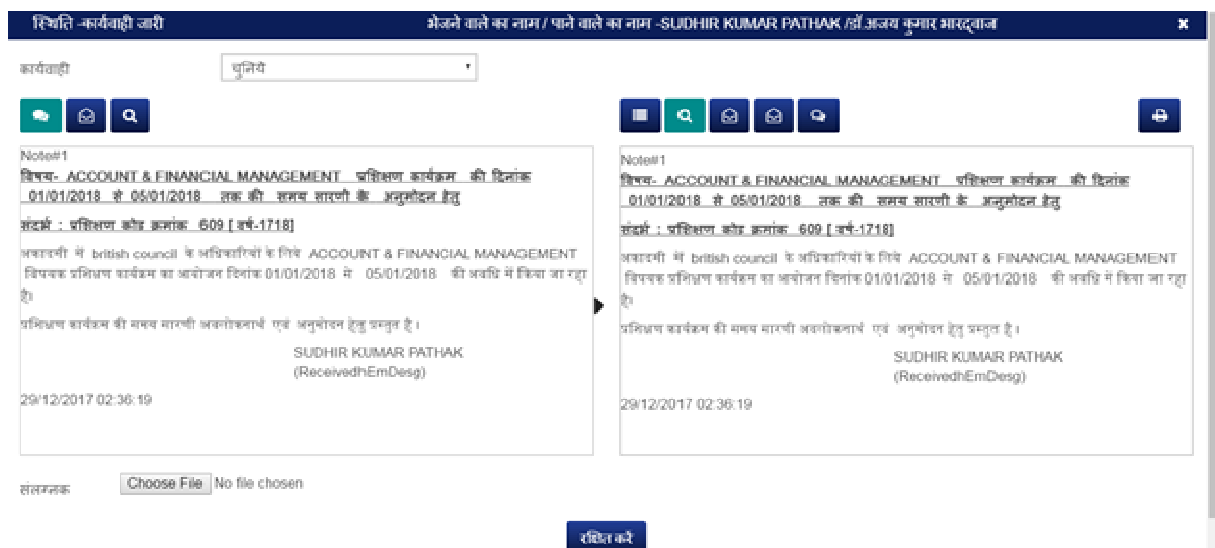 स्थिति -कार्यवाही जारी भेजने वाले का नाम / पाने वाले का नाम -SUDHIR KUMAR PATHAK /डॉ.अजय कुमार भारद्वाज ×
कार्यवाही चुनिये
Note#1
विषय- ACCOUNT & FINANCIAL MANAGEMENT प्रशिक्षण कार्यक्रम की दिनांक
01/01/2018 से 05/01/2018 तक की समय सारणी के अनुमोदन हेतु
संदर्भ : प्रशिक्षण कोड क्रमांक 609 [ वर्ष-1718]
अकादमी में british council के अधिकारियों के लिये ACCOUNT & FINANCIAL MANAGEMENT
विषयक प्रशिक्षण कार्यक्रम का आयोजन दिनांक 01/01/2018 से 05/01/2018 की अवधि में किया जा रहा
है।
प्रशिक्षण कार्यक्रम की समय सारणी अवलोकनार्थ एवं अनुमोदन हेतु प्रस्तुत है।
SUDHIR KUMAR PATHAK
(ReceivedhEmDesg)
29/12/2017 02:36:19
Note#1
विषय- ACCOUNT & FINANCIAL MANAGEMENT प्रशिक्षण कार्यक्रम की दिनांक
01/01/2018 से 05/01/2018 तक की समय सारणी के अनुमोदन हेतु
संदर्भ : प्रशिक्षण कोड क्रमांक 609 [ वर्ष-1718]
अकादमी में british council के अधिकारियों के लिये ACCOUNT & FINANCIAL MANAGEMENT
विषयक प्रशिक्षण कार्यक्रम का आयोजन दिनांक 01/01/2018 से 05/01/2018 की अवधि में किया जा रहा
है।
प्रशिक्षण कार्यक्रम की समय सारणी अवलोकनार्थ एवं अनुमोदन हेतु प्रस्तुत है।
SUDHIR KUMAR PATHAK
(ReceivedhEmDesg)
29/12/2017 02:36:19
संलग्नक Choose File No file chosen
रक्षित करें